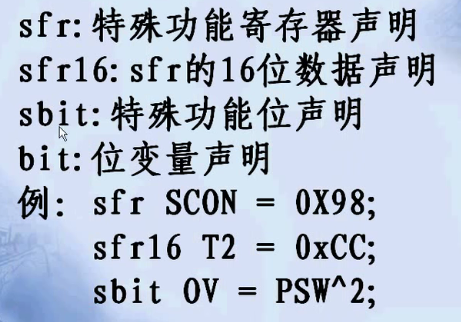 sfr:特殊功能寄存器声明
sfr16:sfr的16位数据声明
sbit:特殊功能位声明
bit:位变量声明
例: sfr SCON = 0X98;
sfr16 T2 = 0xCC;
sbit OV = PSW^2;